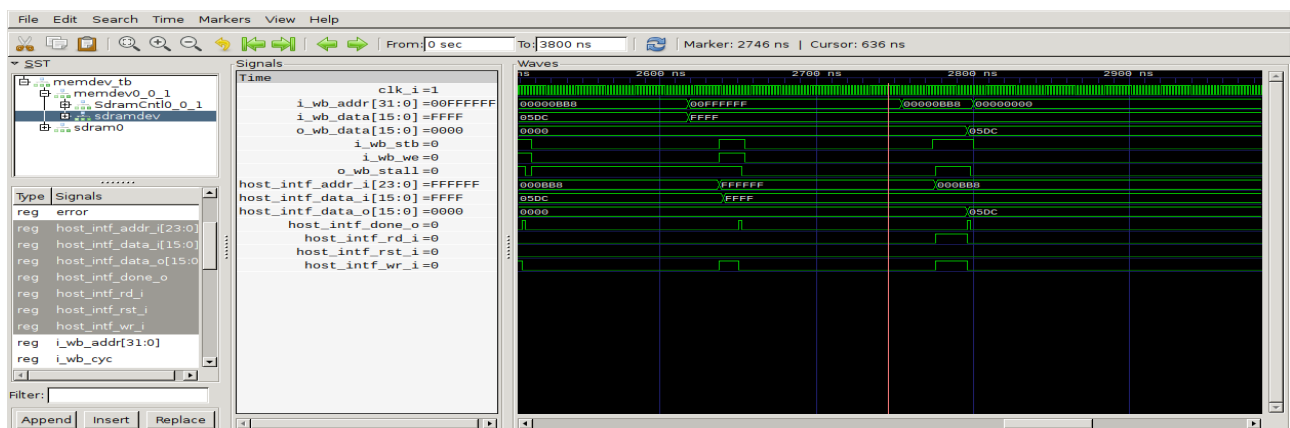 File Edit Search Time Markers View Help
From: 0 sec To: 3800 ns Marker: 2746 ns | Cursor: 636 ns
SST
memdev_tb
memdev0_0_1
SdramCntl0_0_1
sdramdev
sdram0
Type Signals
reg error
reg host_intf_addr_i[23:0]
reg host_intf_data_i[15:0]
reg host_intf_data_o[15:0
reg host_intf_done_o
reg host_intf_rd_i
reg host_intf_rst_i
reg host_intf_wr_i
reg i_wb_addr[31:0]
reg i_wb_cyc
Filter:
Append Insert Replace
Signals
Time
clk_i=1
i_wb_addr[31:0]=00FFFFFF
i_wb_data[15:0]=FFFF
o_wb_data[15:0]=0000
i_wb_stb=0
i_wb_we=0
o_wb_stall=0
host_intf_addr_i[23:0]=FFFFFF
host_intf_data_i[15:0]=FFFF
host_intf_data_o[15:0]=0000
host_intf_done_o=0
host_intf_rd_i=0
host_intf_rst_i=0
host_intf_wr_i=0
Waves
ns 2600 ns 2700 ns 2800 ns 2900 ns
00000BB8 00FFFFFF 00000BB8 00000000
05DC FFFF
0000 05DC
000BB8 FFFFFF 000BB8
05DC FFFF
0000 05DC